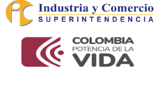 Industria y Comercio
SUPERINTENDENCIA
COLOMBIA
POTENCIA DE LA
VIDA